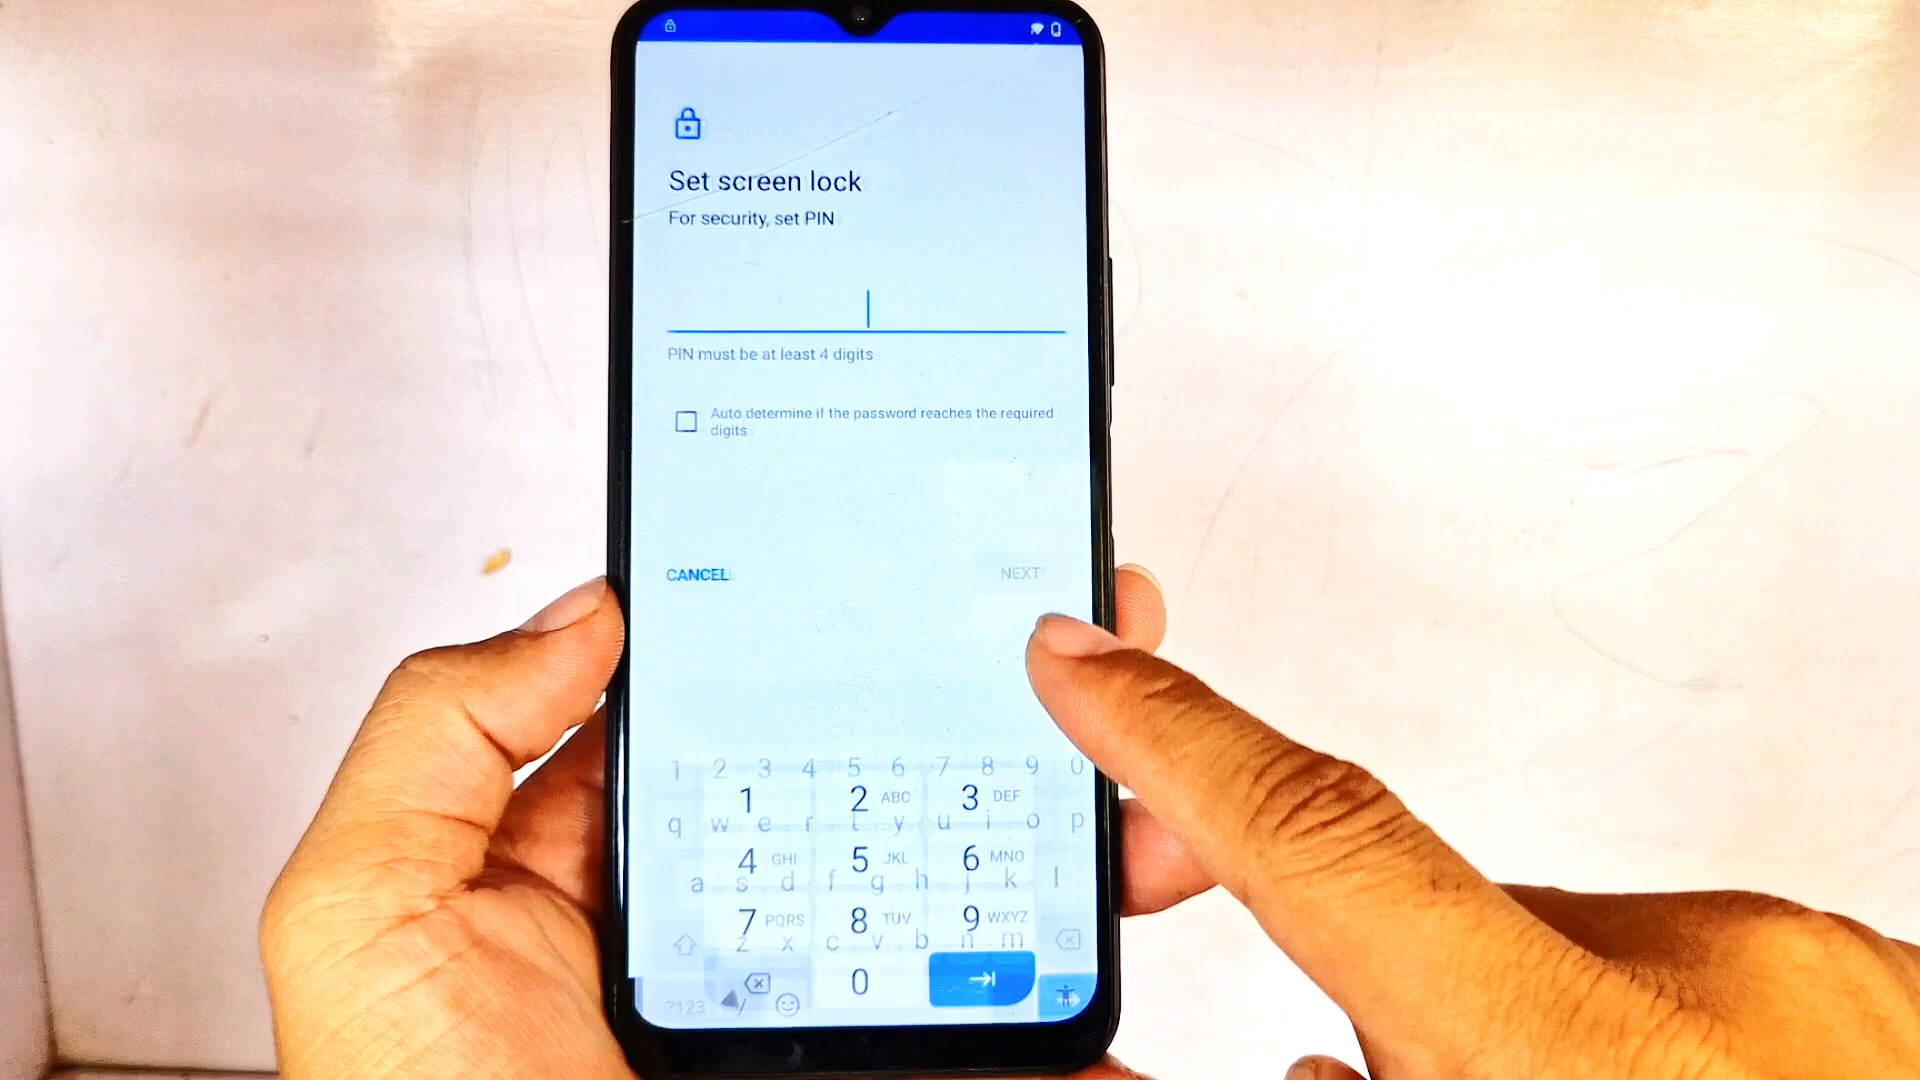 Set screen lock
For security, set PIN
PIN must be at least 4 digits
Auto determine if the password reaches the required
digits
CANCEL NEXT
1 2 3 4 5 6 7 8 9 0
1 2 ABC 3 DEF
q w e r t y u i o p
4 GHI 5 JKL 6 MNO
a s d f g h j k l
7 PQRS 8 TUV 9 WXYZ
z x c v b n m
0
?123 /